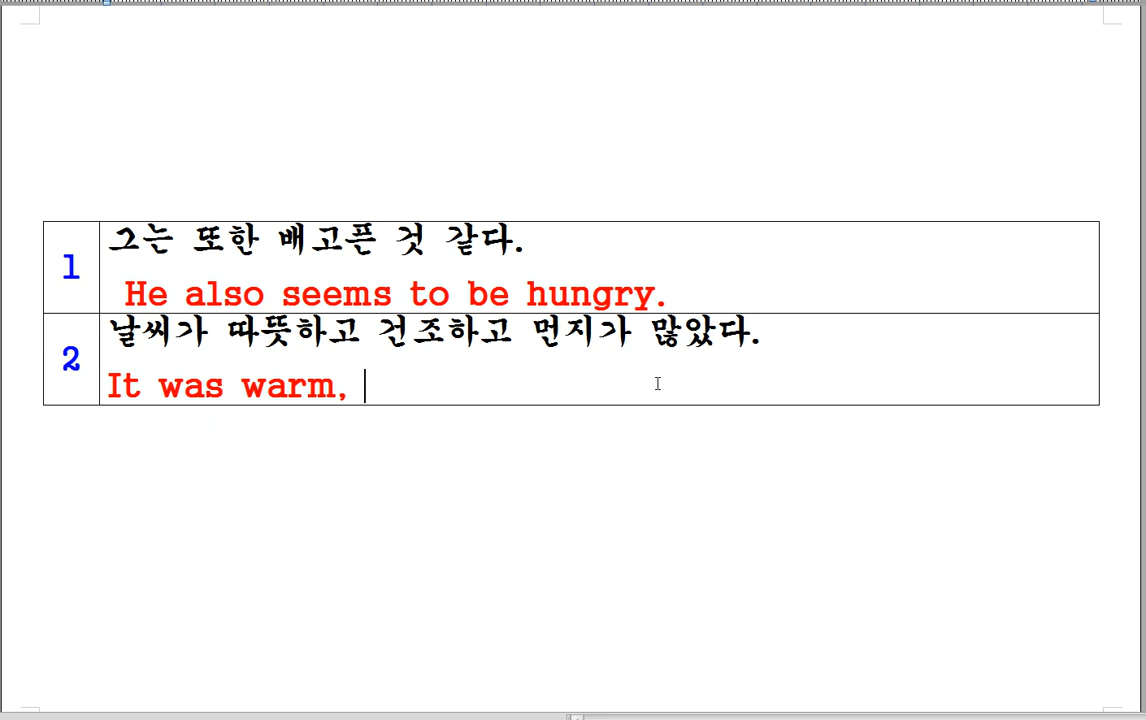 1
그는 또한 배고픈 것 같다.
He also seems to be hungry.
2
날씨가 따뜻하고 건조하고 먼지가 많았다.
It was warm,